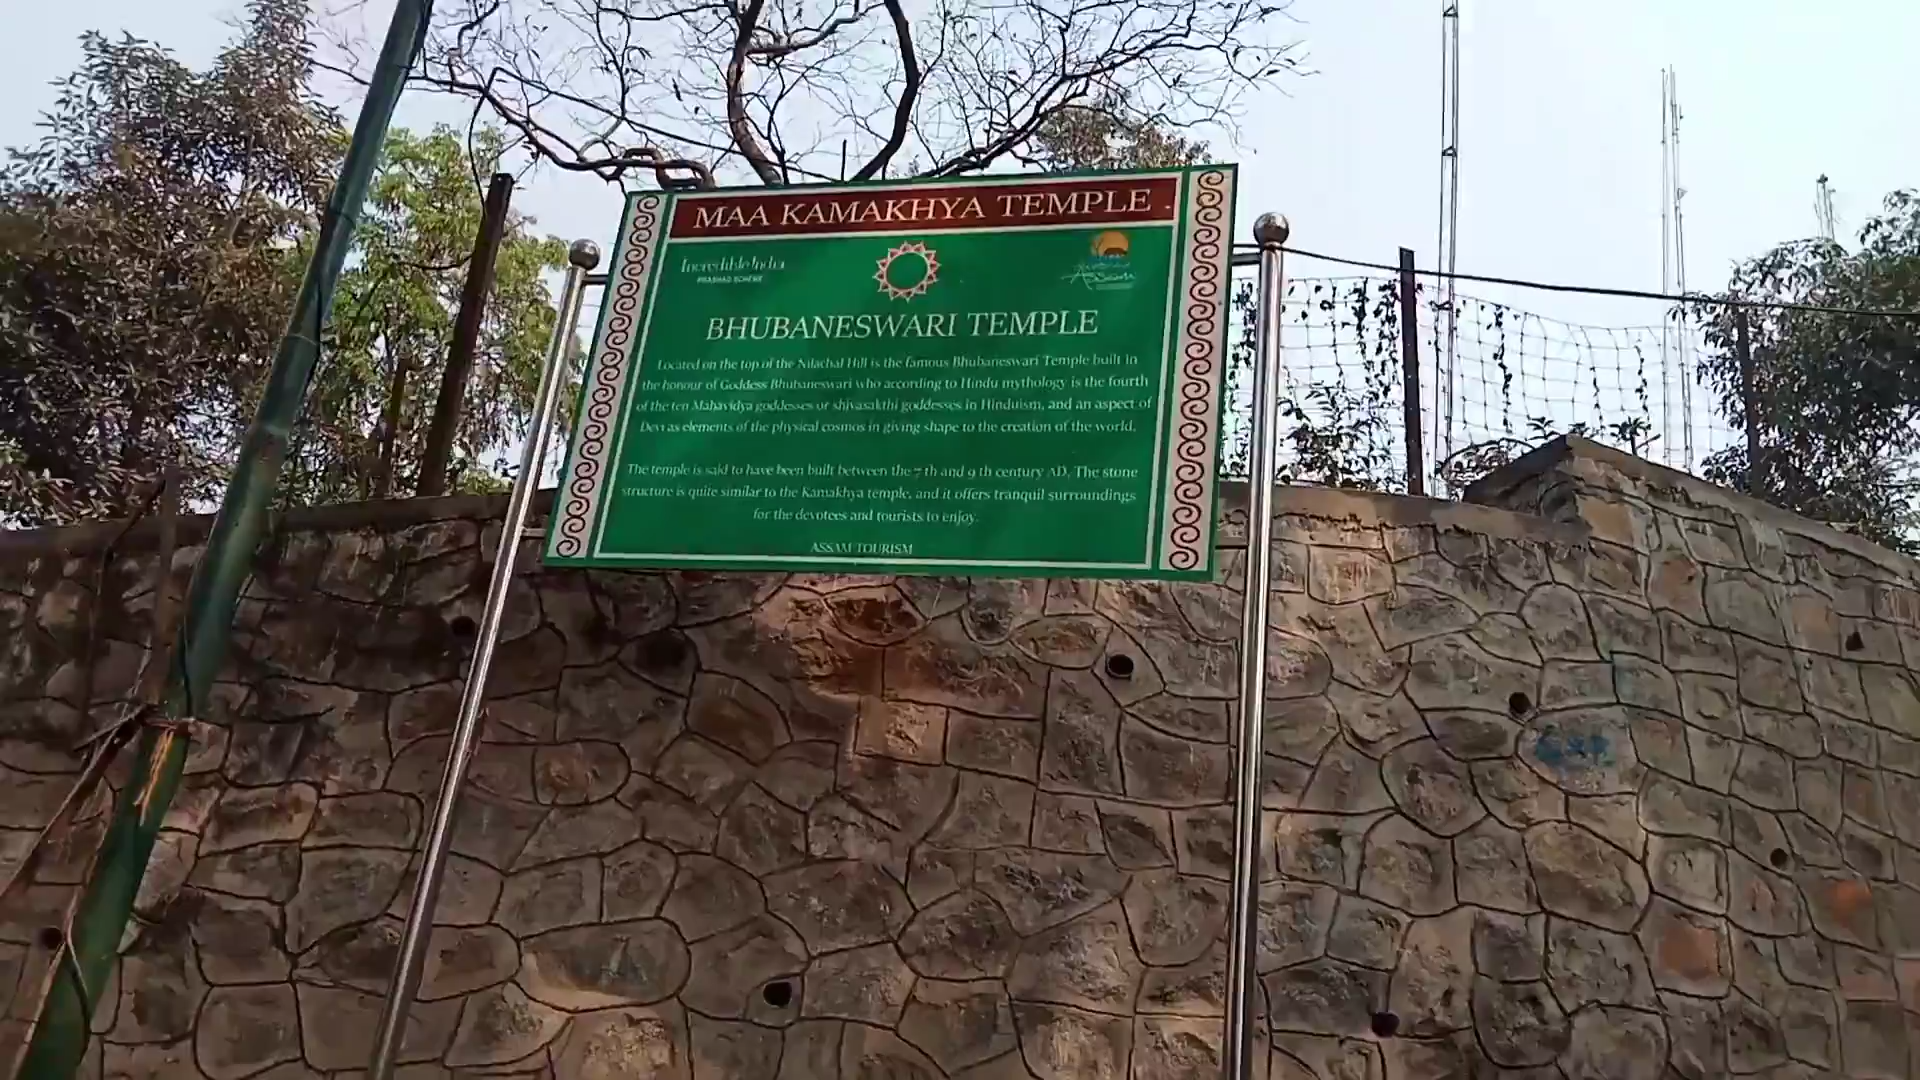 MAA KAMAKHYA TEMPLE
Incredible India
PRASHAD SCHEME
Assam
BHUBANESWARI TEMPLE
Located on the top of the Nilachal Hill is the famous Bhubaneswari Temple built in
the honour of Goddess Bhubaneswari who according to Hindu mythology is the fourth
of the ten Mahavidya goddesses or shivasakthi goddesses in Hinduism, and an aspect of
Devi as elements of the physical cosmos in giving shape to the creation of the world.
The temple is said to have been built between the 7 th and 9 th century AD. The stone
structure is quite similar to the Kamakhya temple, and it offers tranquil surroundings
for the devotees and tourists to enjoy.
ASSAM TOURISM